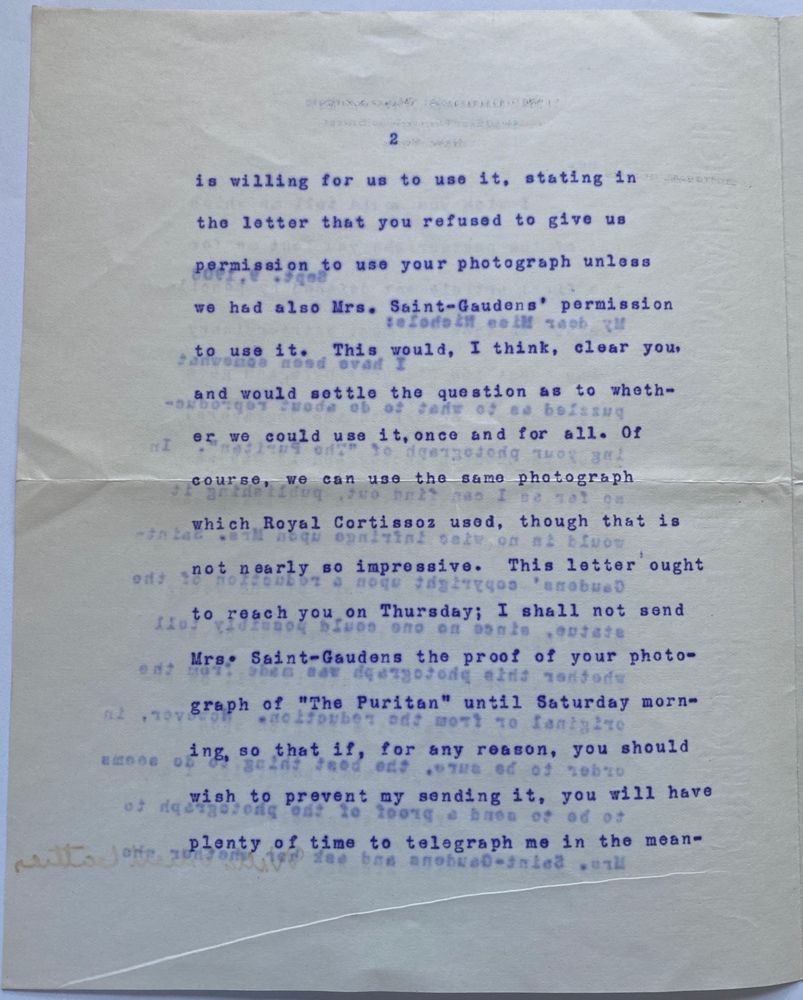 2
is willing for us to use it, stating in
the letter that you refused to give us
permission to use your photograph unless
we had also Mrs. Saint-Gaudens' permission
to use it. This would, I think, clear you,
and would settle the question as to wheth-
er we could use it, once and for all. Of
course, we can use the same photograph
which Royal Cortissoz used, though that is
not nearly so impressive. This letter ought
to reach you on Thursday; I shall not send
Mrs. Saint-Gaudens the proof of your photo-
graph of "The Puritan" until Saturday morn-
ing, so that if, for any reason, you should
wish to prevent my sending it, you will have
plenty of time to telegraph me in the mean-